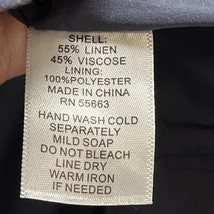 SHELL:
55% LINEN
45% VISCOSE
LINING:
100%POLYESTER
MADE IN CHINA
RN 55663
HAND WASH COLD
SEPARATELY
MILD SOAP
DO NOT BLEACH
LINE DRY
WARM IRON
IF NEEDED